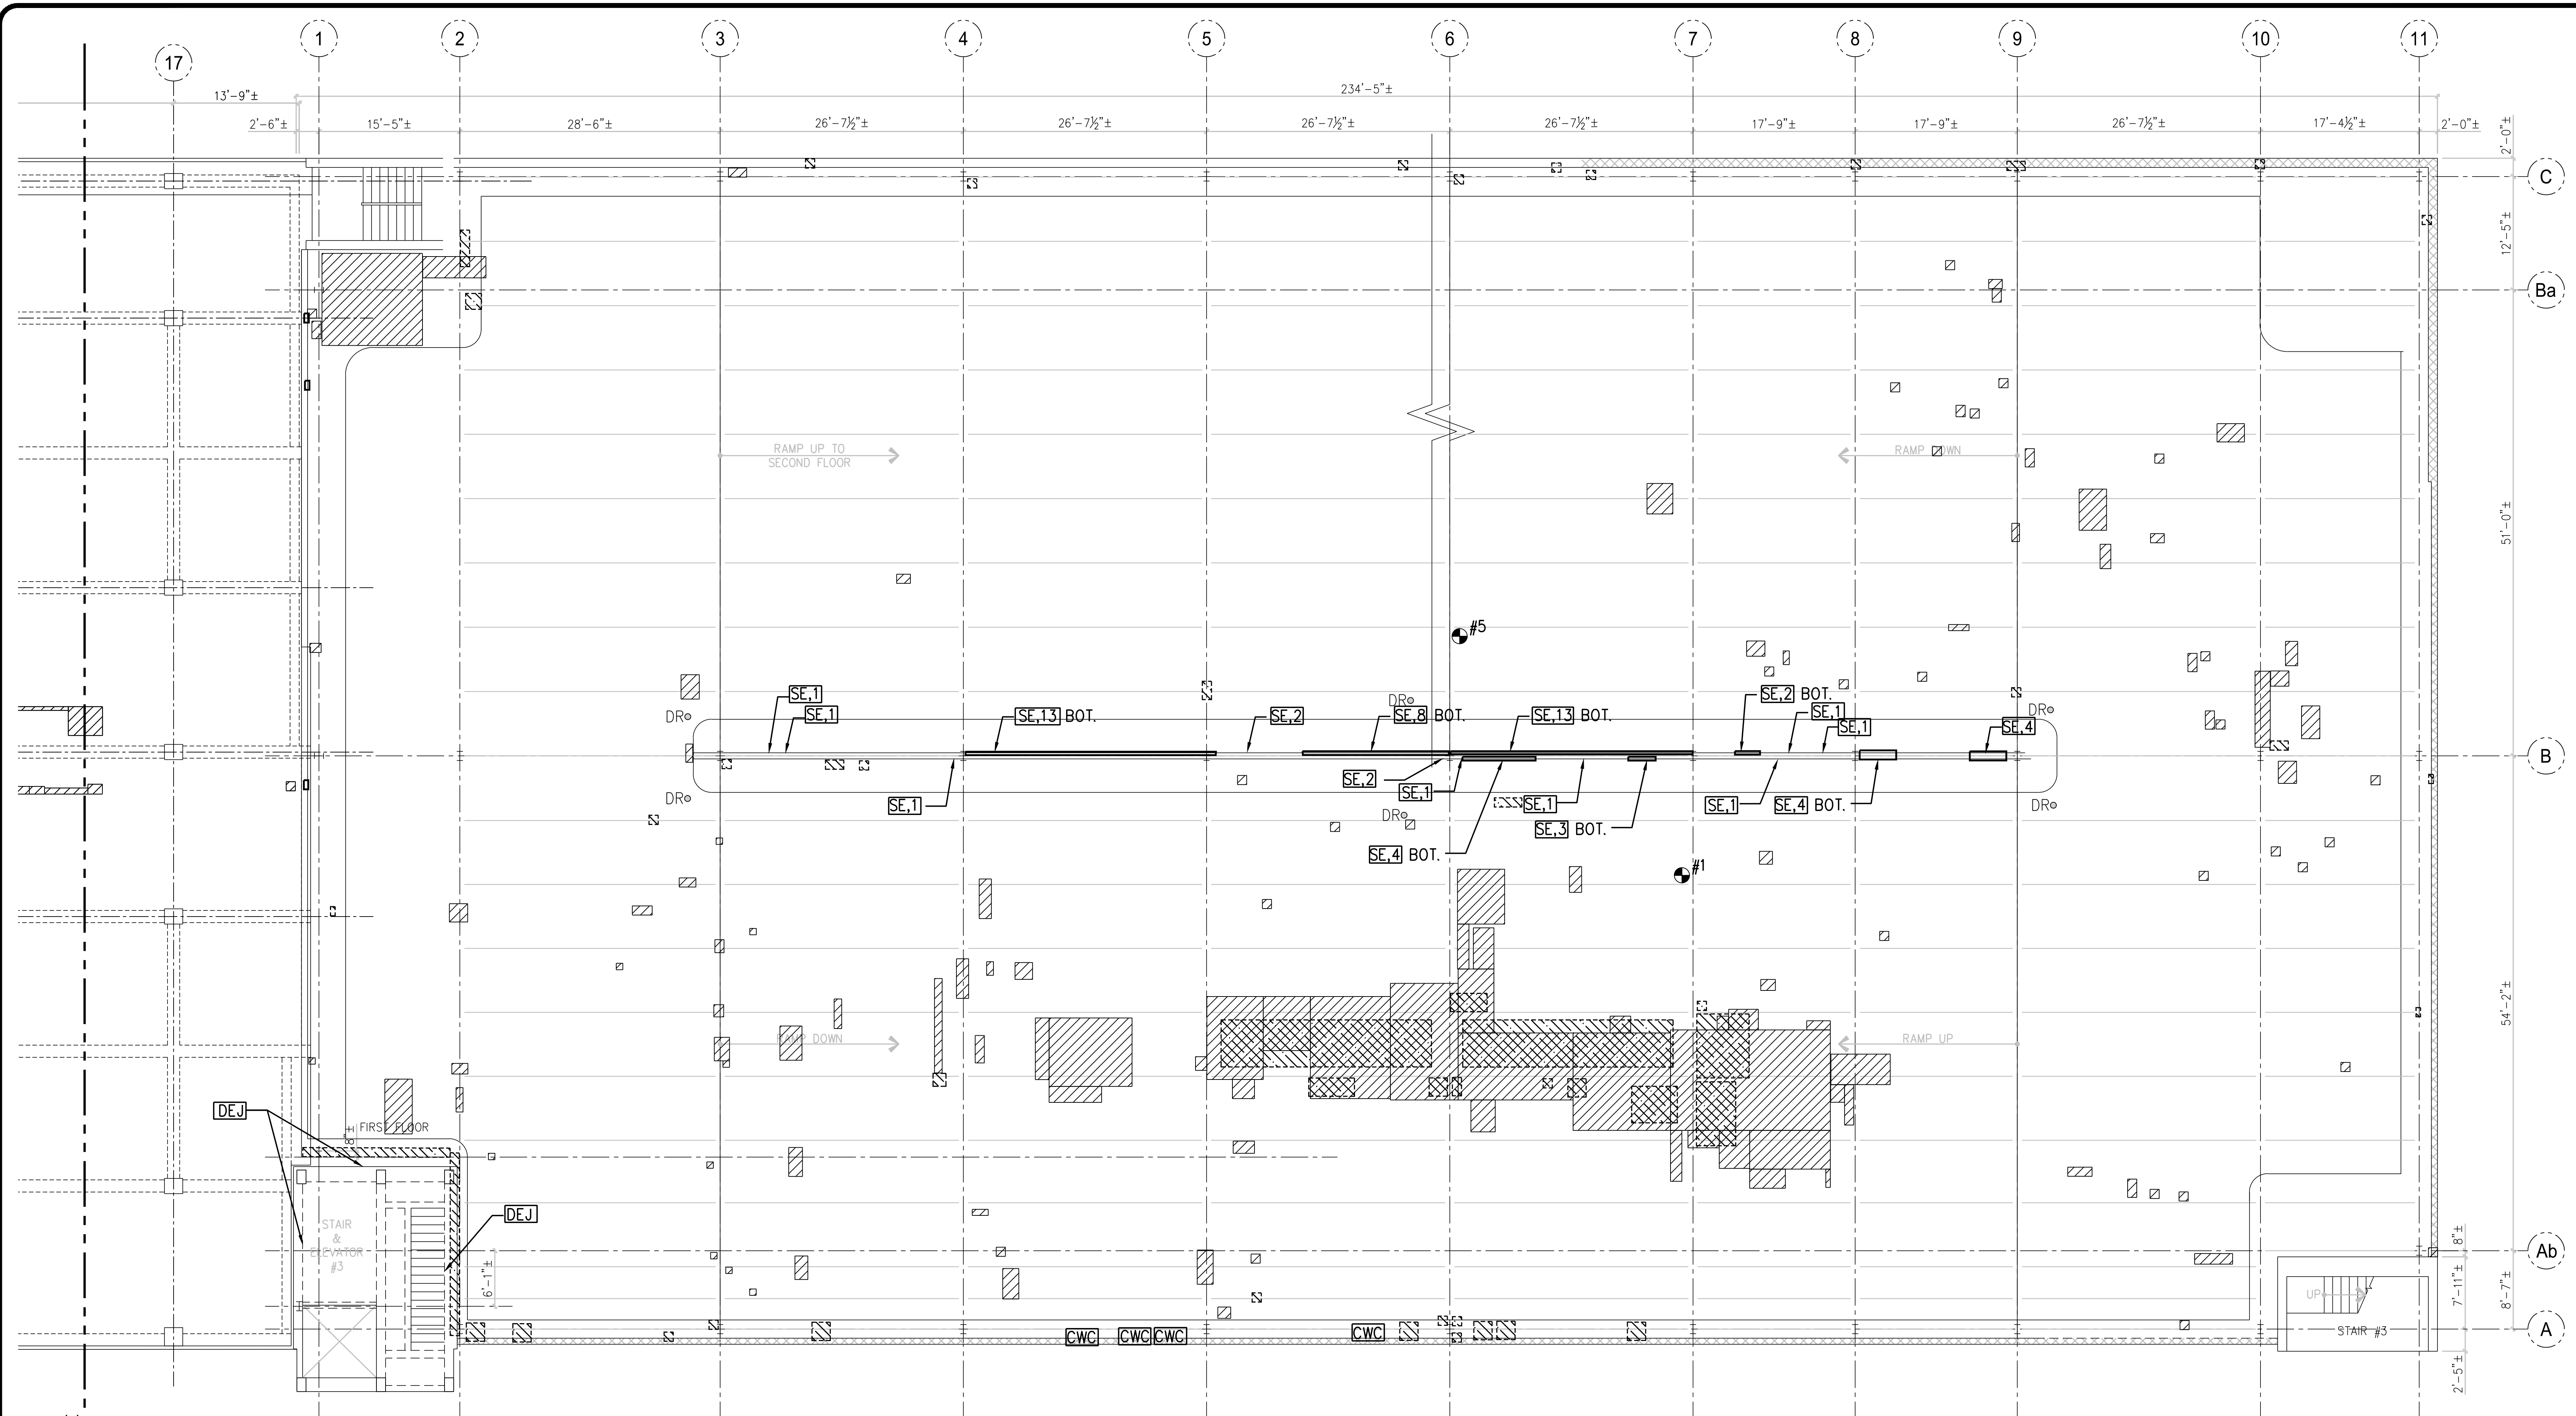 17
1
2
3
4
5
6
7
8
9
10
11
13'-9"±
234'-5"±
2'-6"±
15'-5"±
28'-6"±
26'-7½"±
26'-7½"±
26'-7½"±
26'-7½"±
17'-9"±
17'-9"±
26'-7½"±
17'-4½"±
2'-0"±
2'-0"±
C
12'-5"±
Ba
RAMP UP TO
SECOND FLOOR
RAMP DOWN
51'-0"±
#5
SE,1
SE,1
SE,13 BOT.
SE,2
SE,8 BOT.
SE,13 BOT.
SE,2 BOT.
SE,1
SE,1
SE,4
DR
DR
DR
B
SE,1
SE,2
SE,1
SE,1
SE,1
SE,4 BOT.
DR
DR
DR
SE,3 BOT.
SE,4 BOT.
#1
54'-2"±
RAMP DOWN
RAMP UP
DEJ
FIRST FLOOR
8"±
DEJ
STAIR
&
ELEVATOR
#3
6'-1"±
8"±
Ab
7'-11"±
8'-7"±
UP
CWC
CWC
CWC
CWC
STAIR #3
A
2'-5"±